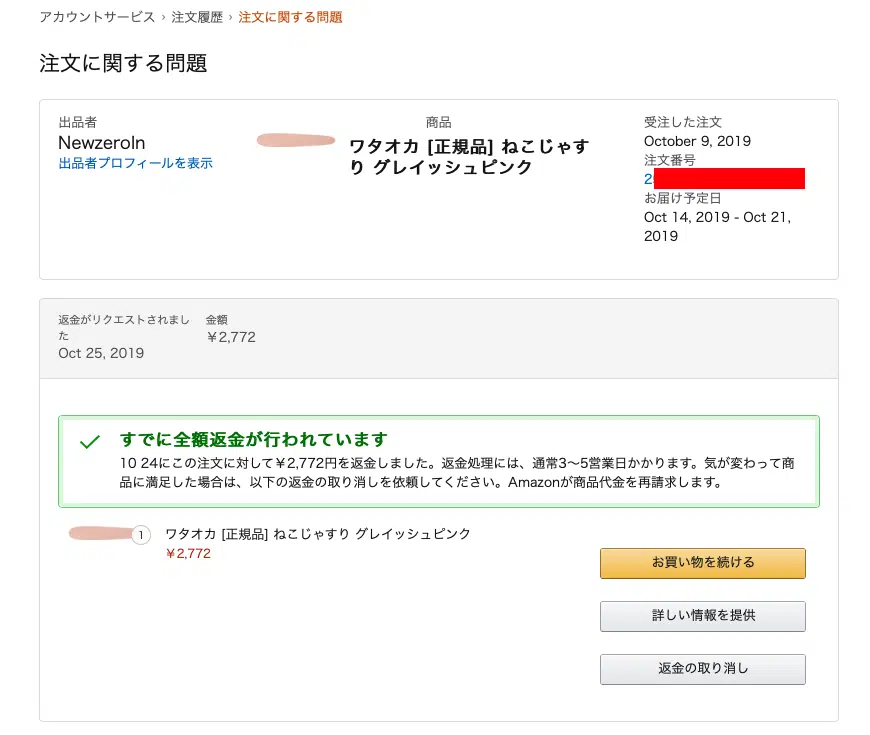 アカウントサービス › 注文履歴 › 注文に関する問題
注文に関する問題
出品者
NewzeroIn
出品者プロフィールを表示
商品
ワタオカ [正規品] ねこじゃす
り グレイッシュピンク
受注した注文
October 9, 2019
注文番号
2
お届け予定日
Oct 14, 2019 - Oct 21,
2019
返金がリクエストされまし
た
Oct 25, 2019
金額
￥2,772
すでに全額返金が行われています
10 24にこの注文に対して￥2,772円を返金しました。返金処理には、通常3〜5営業日かかります。気が変わって商
品に満足した場合は、以下の返金の取り消しを依頼してください。Amazonが商品代金を再請求します。
1
ワタオカ [正規品] ねこじゃすり グレイッシュピンク
￥2,772
お買い物を続ける
詳しい情報を提供
返金の取り消し